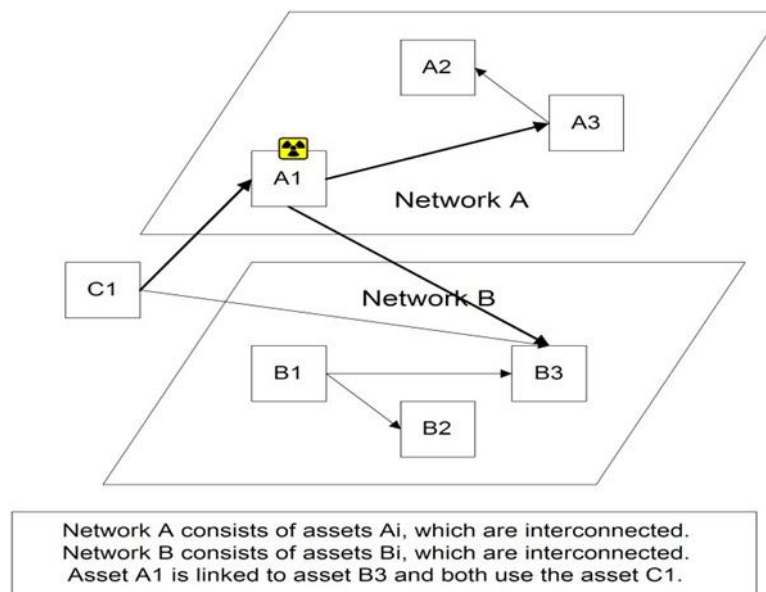 A2
A3
A1
Network A
C1
Network B
B1
B3
B2
Network A consists of assets Ai, which are interconnected.
Network B consists of assets Bi, which are interconnected.
Asset A1 is linked to asset B3 and both use the asset C1.